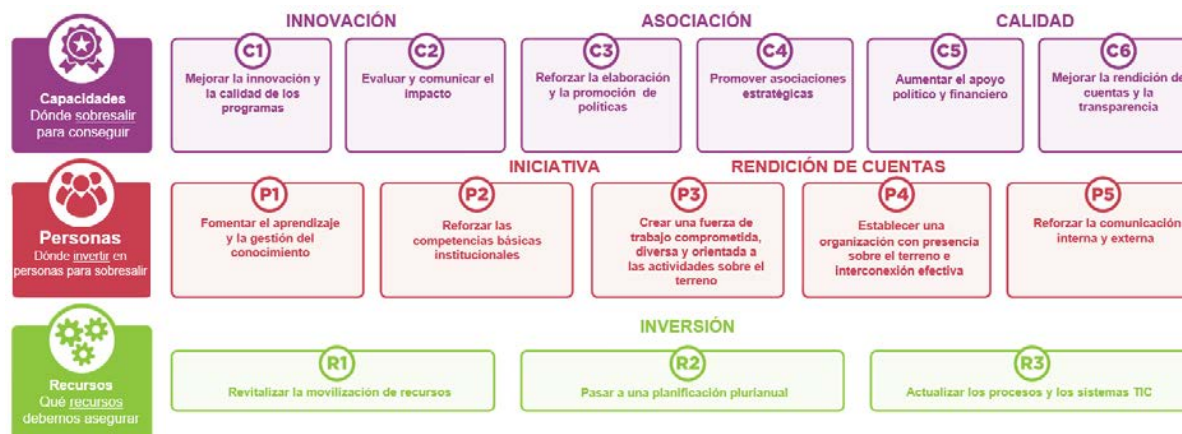 INNOVACIÓN
ASOCIACIÓN
CALIDAD
Capacidades
Dónde sobresalir
para conseguir
C1
Mejorar la innovación y
la calidad de los
programas
C2
Evaluar y comunicar el
impacto
C3
Reforzar la elaboración
y la promoción de
políticas
C4
Promover asociaciones
estratégicas
C5
Aumentar el apoyo
político y financiero
C6
Mejorar la rendición de
cuentas y la
transparencia
INICIATIVA
RENDICIÓN DE CUENTAS
Personas
Dónde invertir en
personas para sobresalir
P1
Fomentar el aprendizaje
y la gestión del
conocimiento
P2
Reforzar las
competencias básicas
institucionales
P3
Crear una fuerza de
trabajo comprometida,
diversa y orientada a
las actividades sobre el
terreno
P4
Establecer una
organización con presencia
sobre el terreno e
interconexión efectiva
P5
Reforzar la comunicación
interna y externa
INVERSIÓN
Recursos
Qué recursos
debemos asegurar
R1
Revitalizar la movilización de recursos
R2
Pasar a una planificación plurianual
R3
Actualizar los procesos y los sistemas TIC